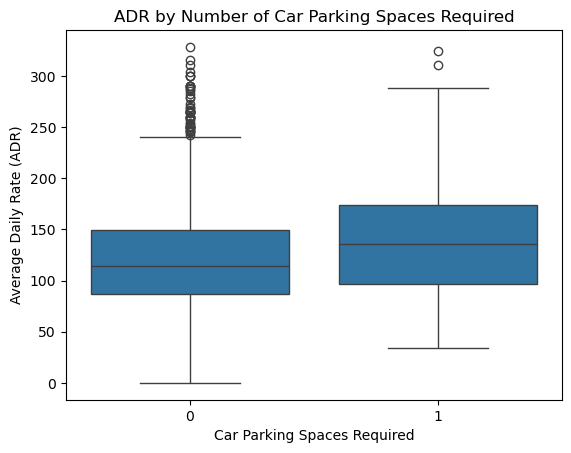 ADR by Number of Car Parking Spaces Required
Average Daily Rate (ADR)
300
250
200
150
100
50
0
0 1
Car Parking Spaces Required